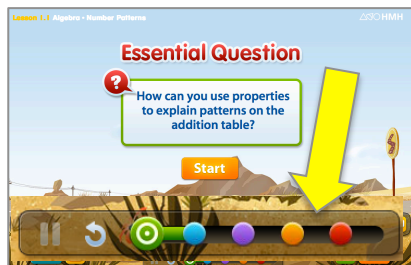 Lesson 1.1 Algebra - Number Patterns
HMH
Essential Question
?
How can you use properties
to explain patterns on the
addition table?
Start